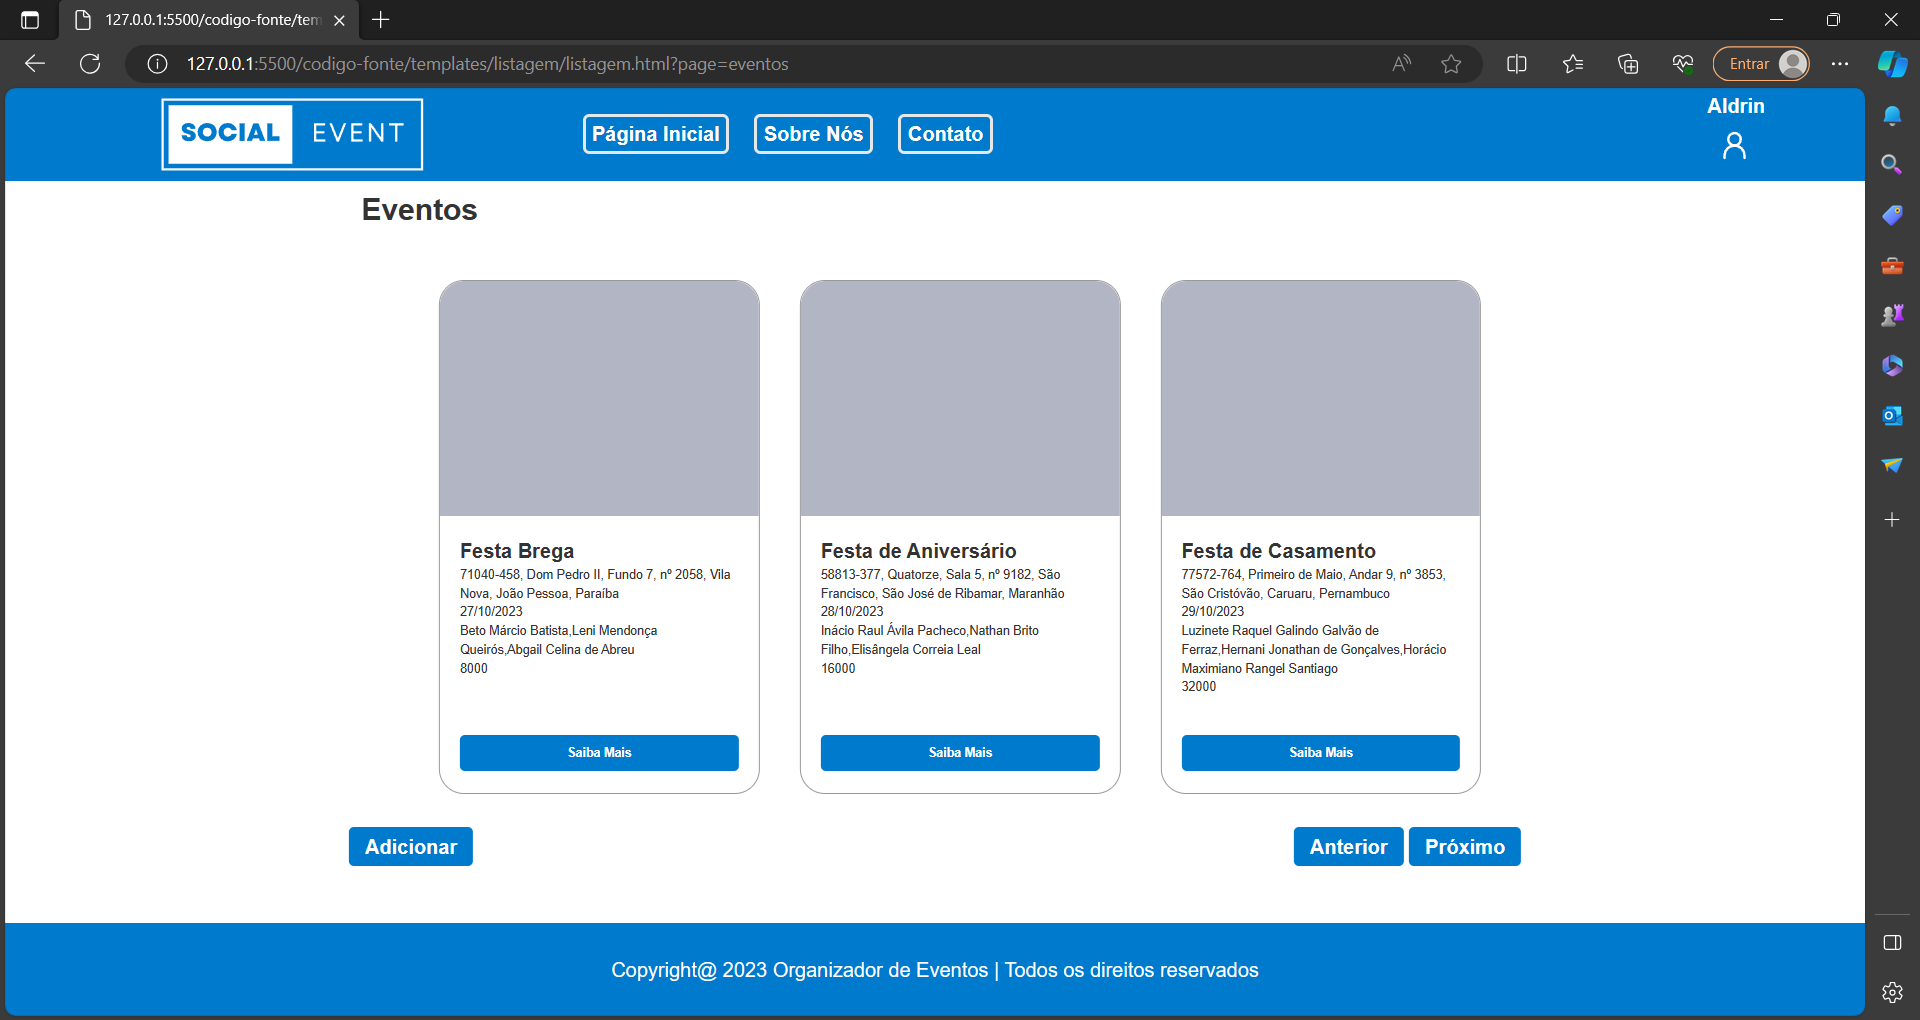 127.0.0.1:5500/codigo-fonte/tem
127.0.0.1:5500/codigo-fonte/templates/listagem/listagem.html?page=eventos
Entrar
SOCIAL EVENT
Página Inicial
Sobre Nós
Contato
Aldrin
Eventos
Festa Brega
71040-458, Dom Pedro II, Fundo 7, nº 2058, Vila
Nova, João Pessoa, Paraíba
27/10/2023
Beto Márcio Batista,Leni Mendonça
Queirós,Abgail Celina de Abreu
8000
Saiba Mais
Festa de Aniversário
58813-377, Quatorze, Sala 5, nº 9182, São
Francisco, São José de Ribamar, Maranhão
28/10/2023
Inácio Raul Ávila Pacheco,Nathan Brito
Filho,Elisângela Correia Leal
16000
Saiba Mais
Festa de Casamento
77572-764, Primeiro de Maio, Andar 9, nº 3853,
São Cristóvão, Caruaru, Pernambuco
29/10/2023
Luzinete Raquel Galindo Galvão de
Ferraz,Hernani Jonathan de Gonçalves,Horácio
Maximiano Rangel Santiago
32000
Saiba Mais
Adicionar
Anterior
Próximo
Copyright@ 2023 Organizador de Eventos | Todos os direitos reservados